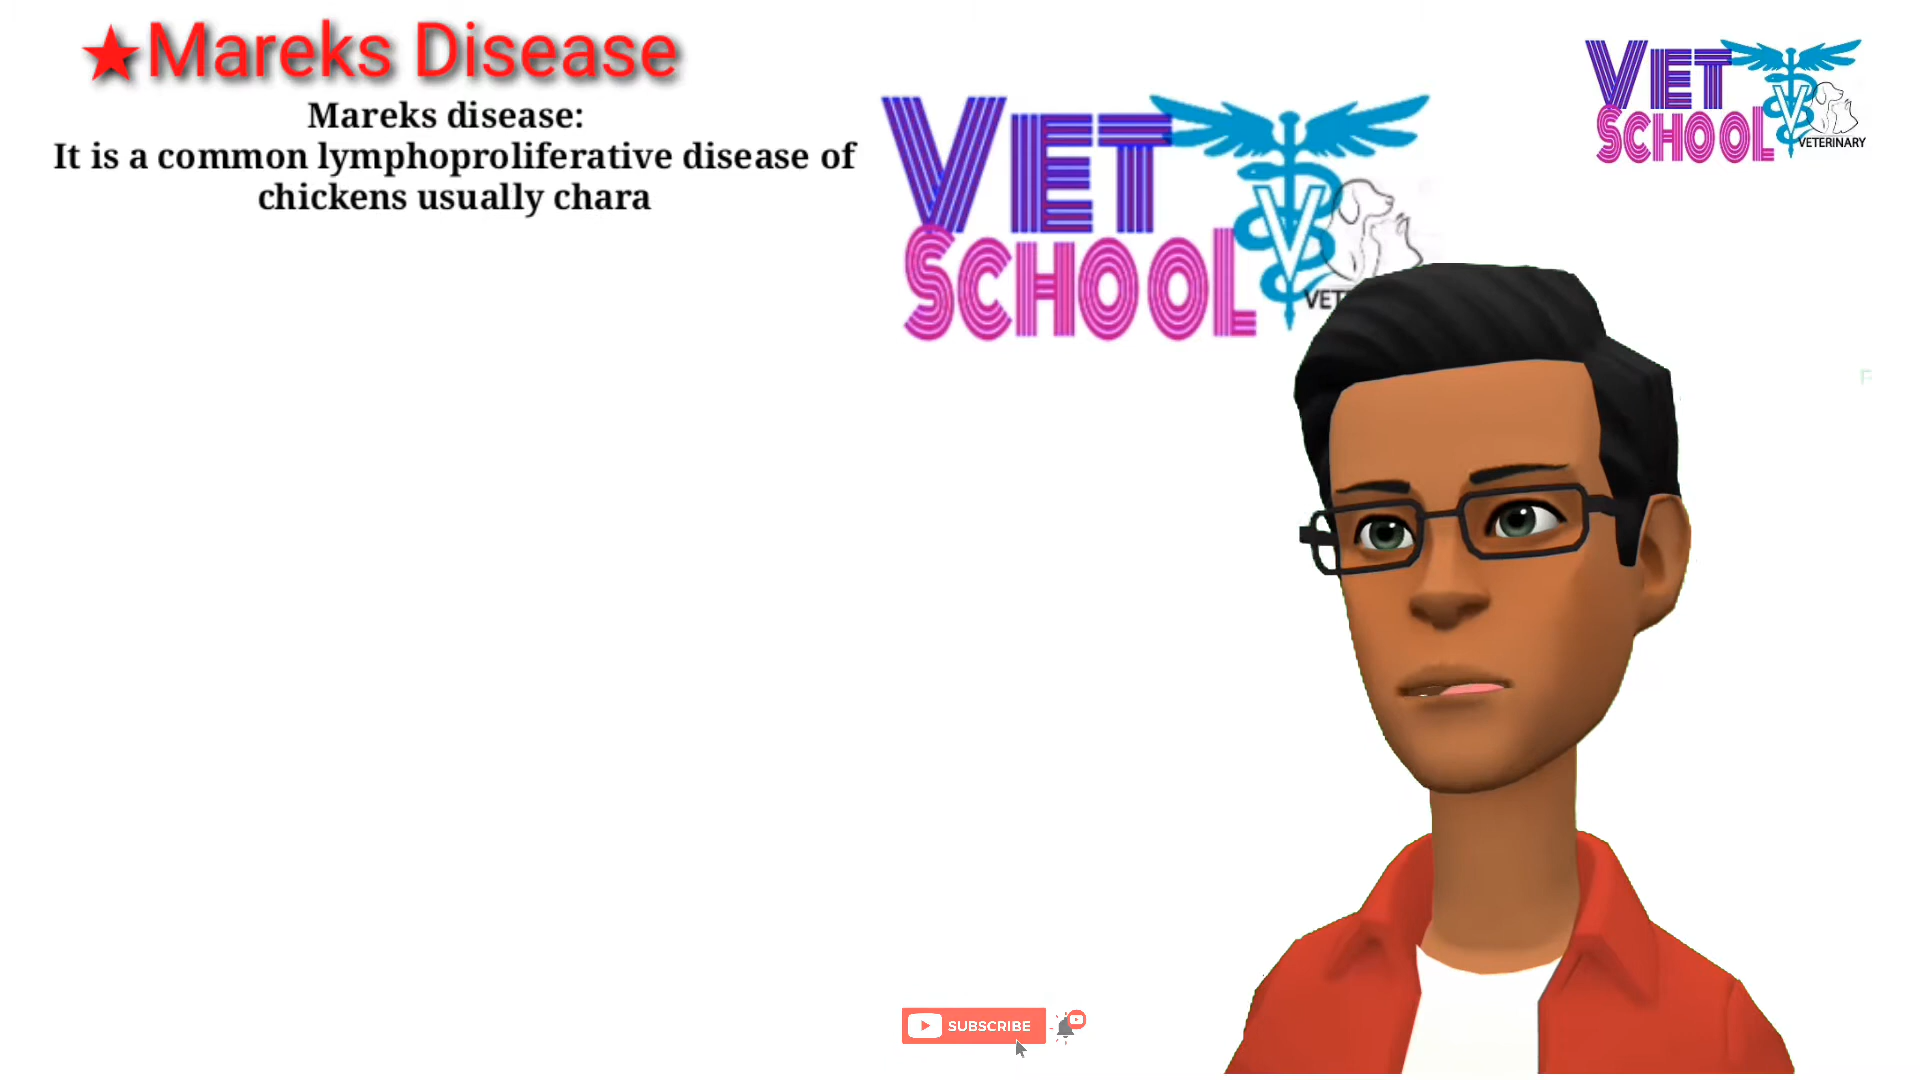 ★Mareks Disease
Mareks disease:
It is a common lymphoproliferative disease of
chickens usually chara
VET
SCHOOL
V
VET
VET
SCHOOL
V
VETERINARY
F
SUBSCRIBE